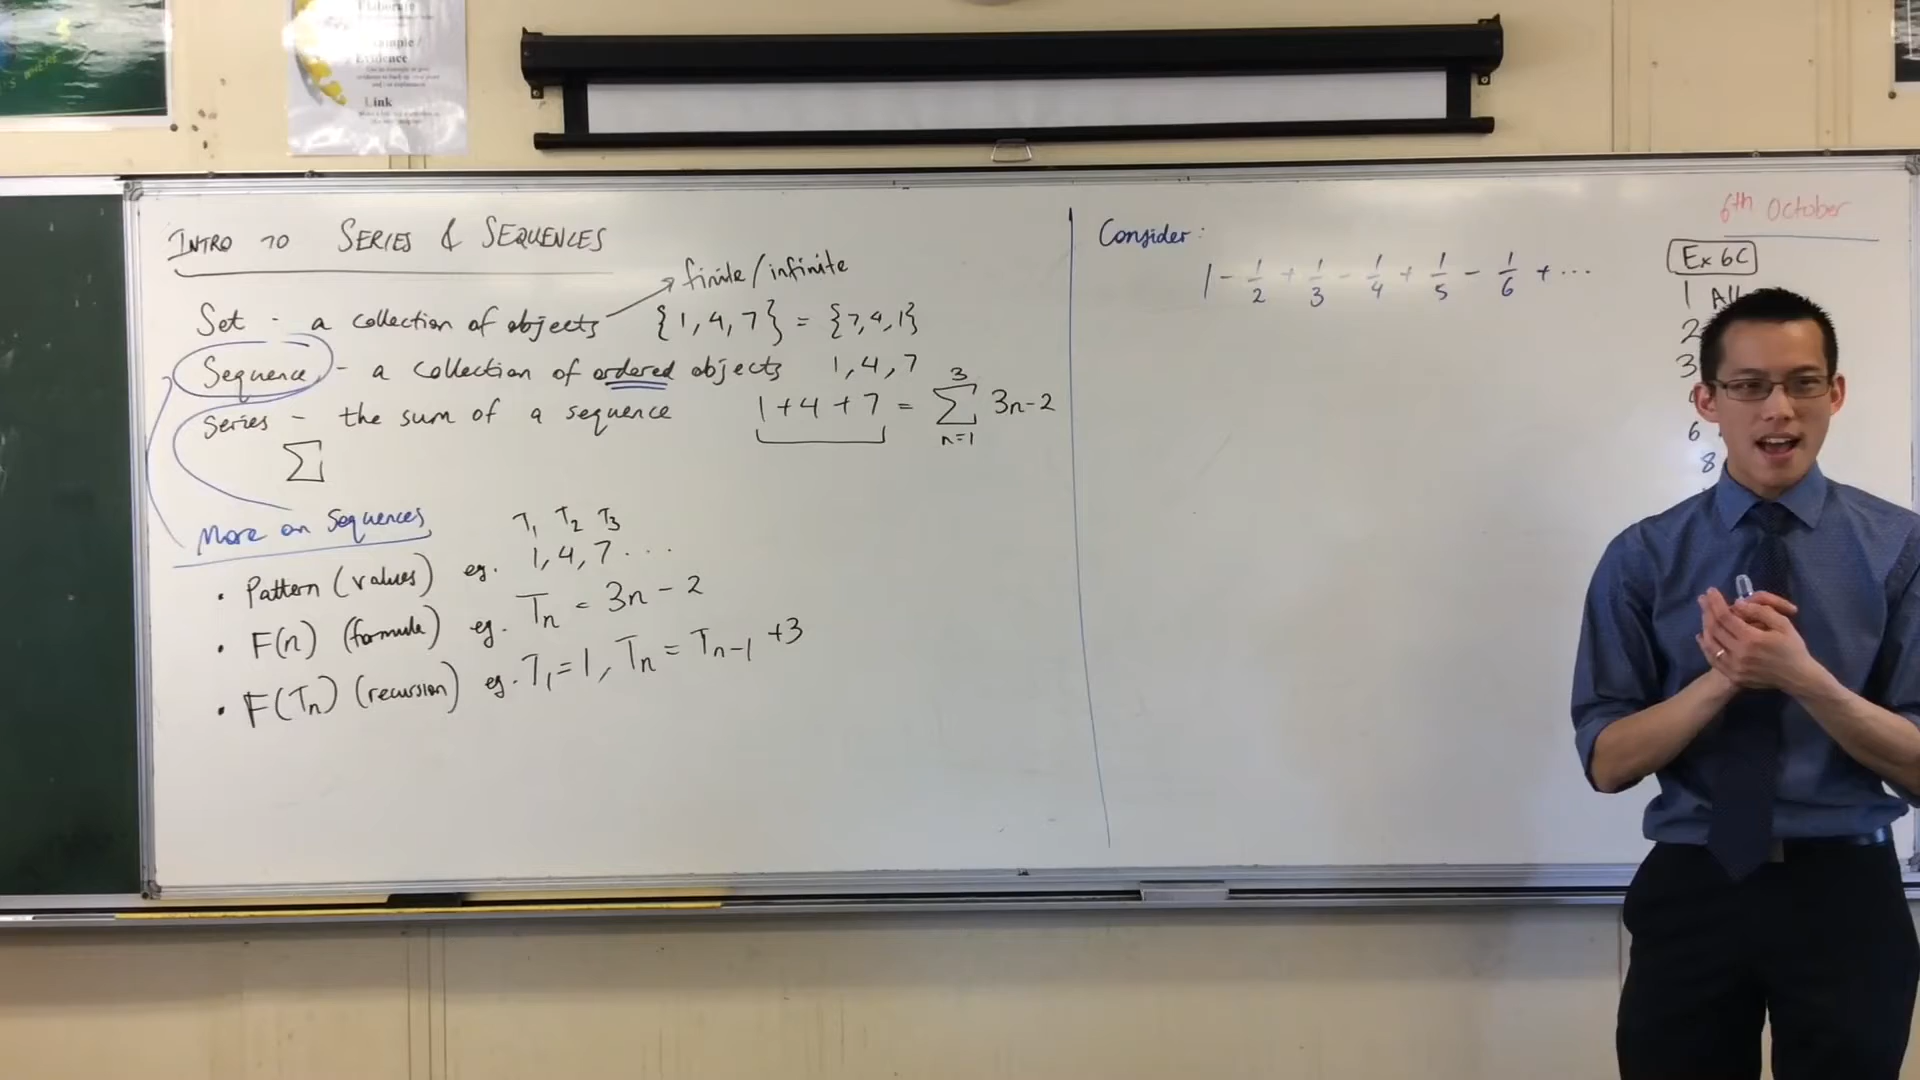 Elaborate
Example /
Evidence
Link
INTRO TO SERIES & SEQUENCES
finite/infinite
Set - a collection of objects {1, 4, 7} = {7, 4, 1}
Sequence - a collection of ordered objects 1, 4, 7
Series - the sum of a sequence 1 + 4 + 7 = ∑ 3n-2
3
n=1
∑
More on Sequences
T₁ T₂ T₃
• Pattern (values) eg. 1, 4, 7 ...
• F(n) (formula) eg. Tn = 3n - 2
• F(Tn) (recursion) eg. T₁ = 1, Tn = Tn-1 + 3
Consider:
1 - 1/2 + 1/3 - 1/4 + 1/5 - 1/6 + ...
6th October
Ex 6C
1 All
2
3
6
8